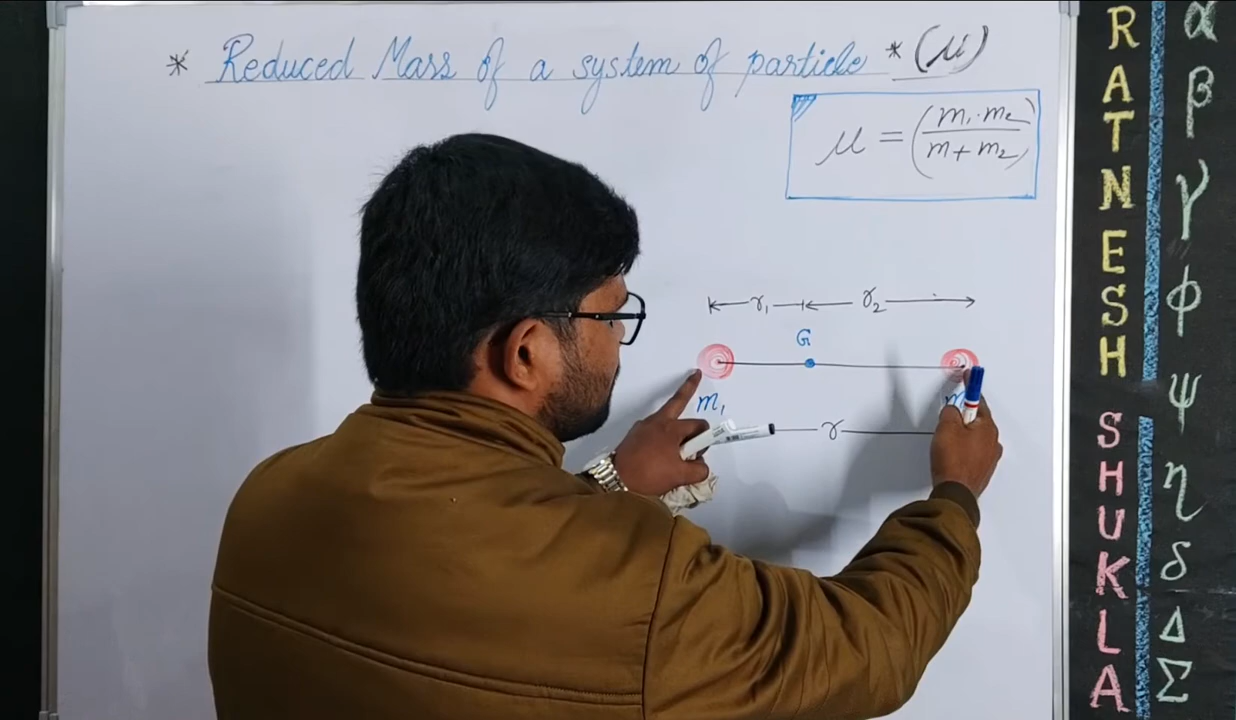 * Reduced Mass of a system of particle * (μ)
μ = (m₁·m₂ / m + m₂)
r₁ r₂
G
m₁ m
r
RATNESH SHUKLA
α β γ φ ψ η δ Δ Σ